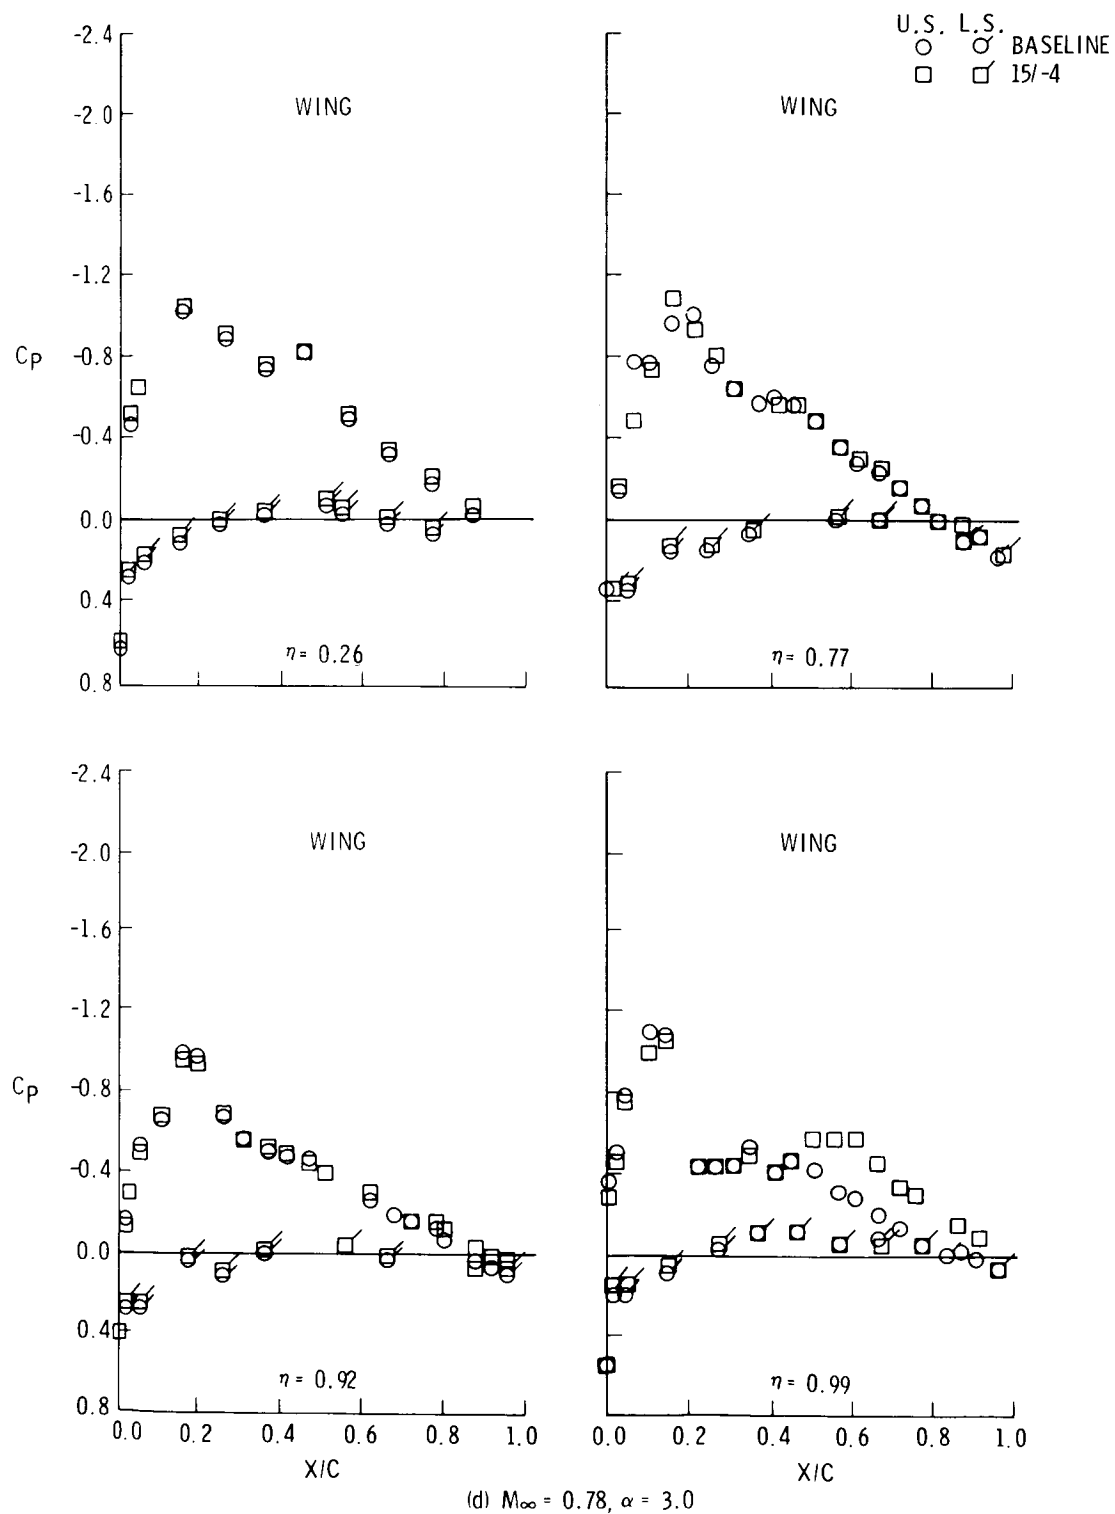 U.S. L.S.
BASELINE
15/-4
-2.4
-2.0
-1.6
-1.2
-0.8
-0.4
0.0
0.4
0.8
CP
WING
η = 0.26
WING
η = 0.77
-2.4
-2.0
-1.6
-1.2
-0.8
-0.4
0.0
0.4
0.8
CP
WING
η = 0.92
0.0 0.2 0.4 0.6 0.8 1.0
X/C
WING
η = 0.99
0.0 0.2 0.4 0.6 0.8 1.0
X/C
(d) M∞ = 0.78, α = 3.0